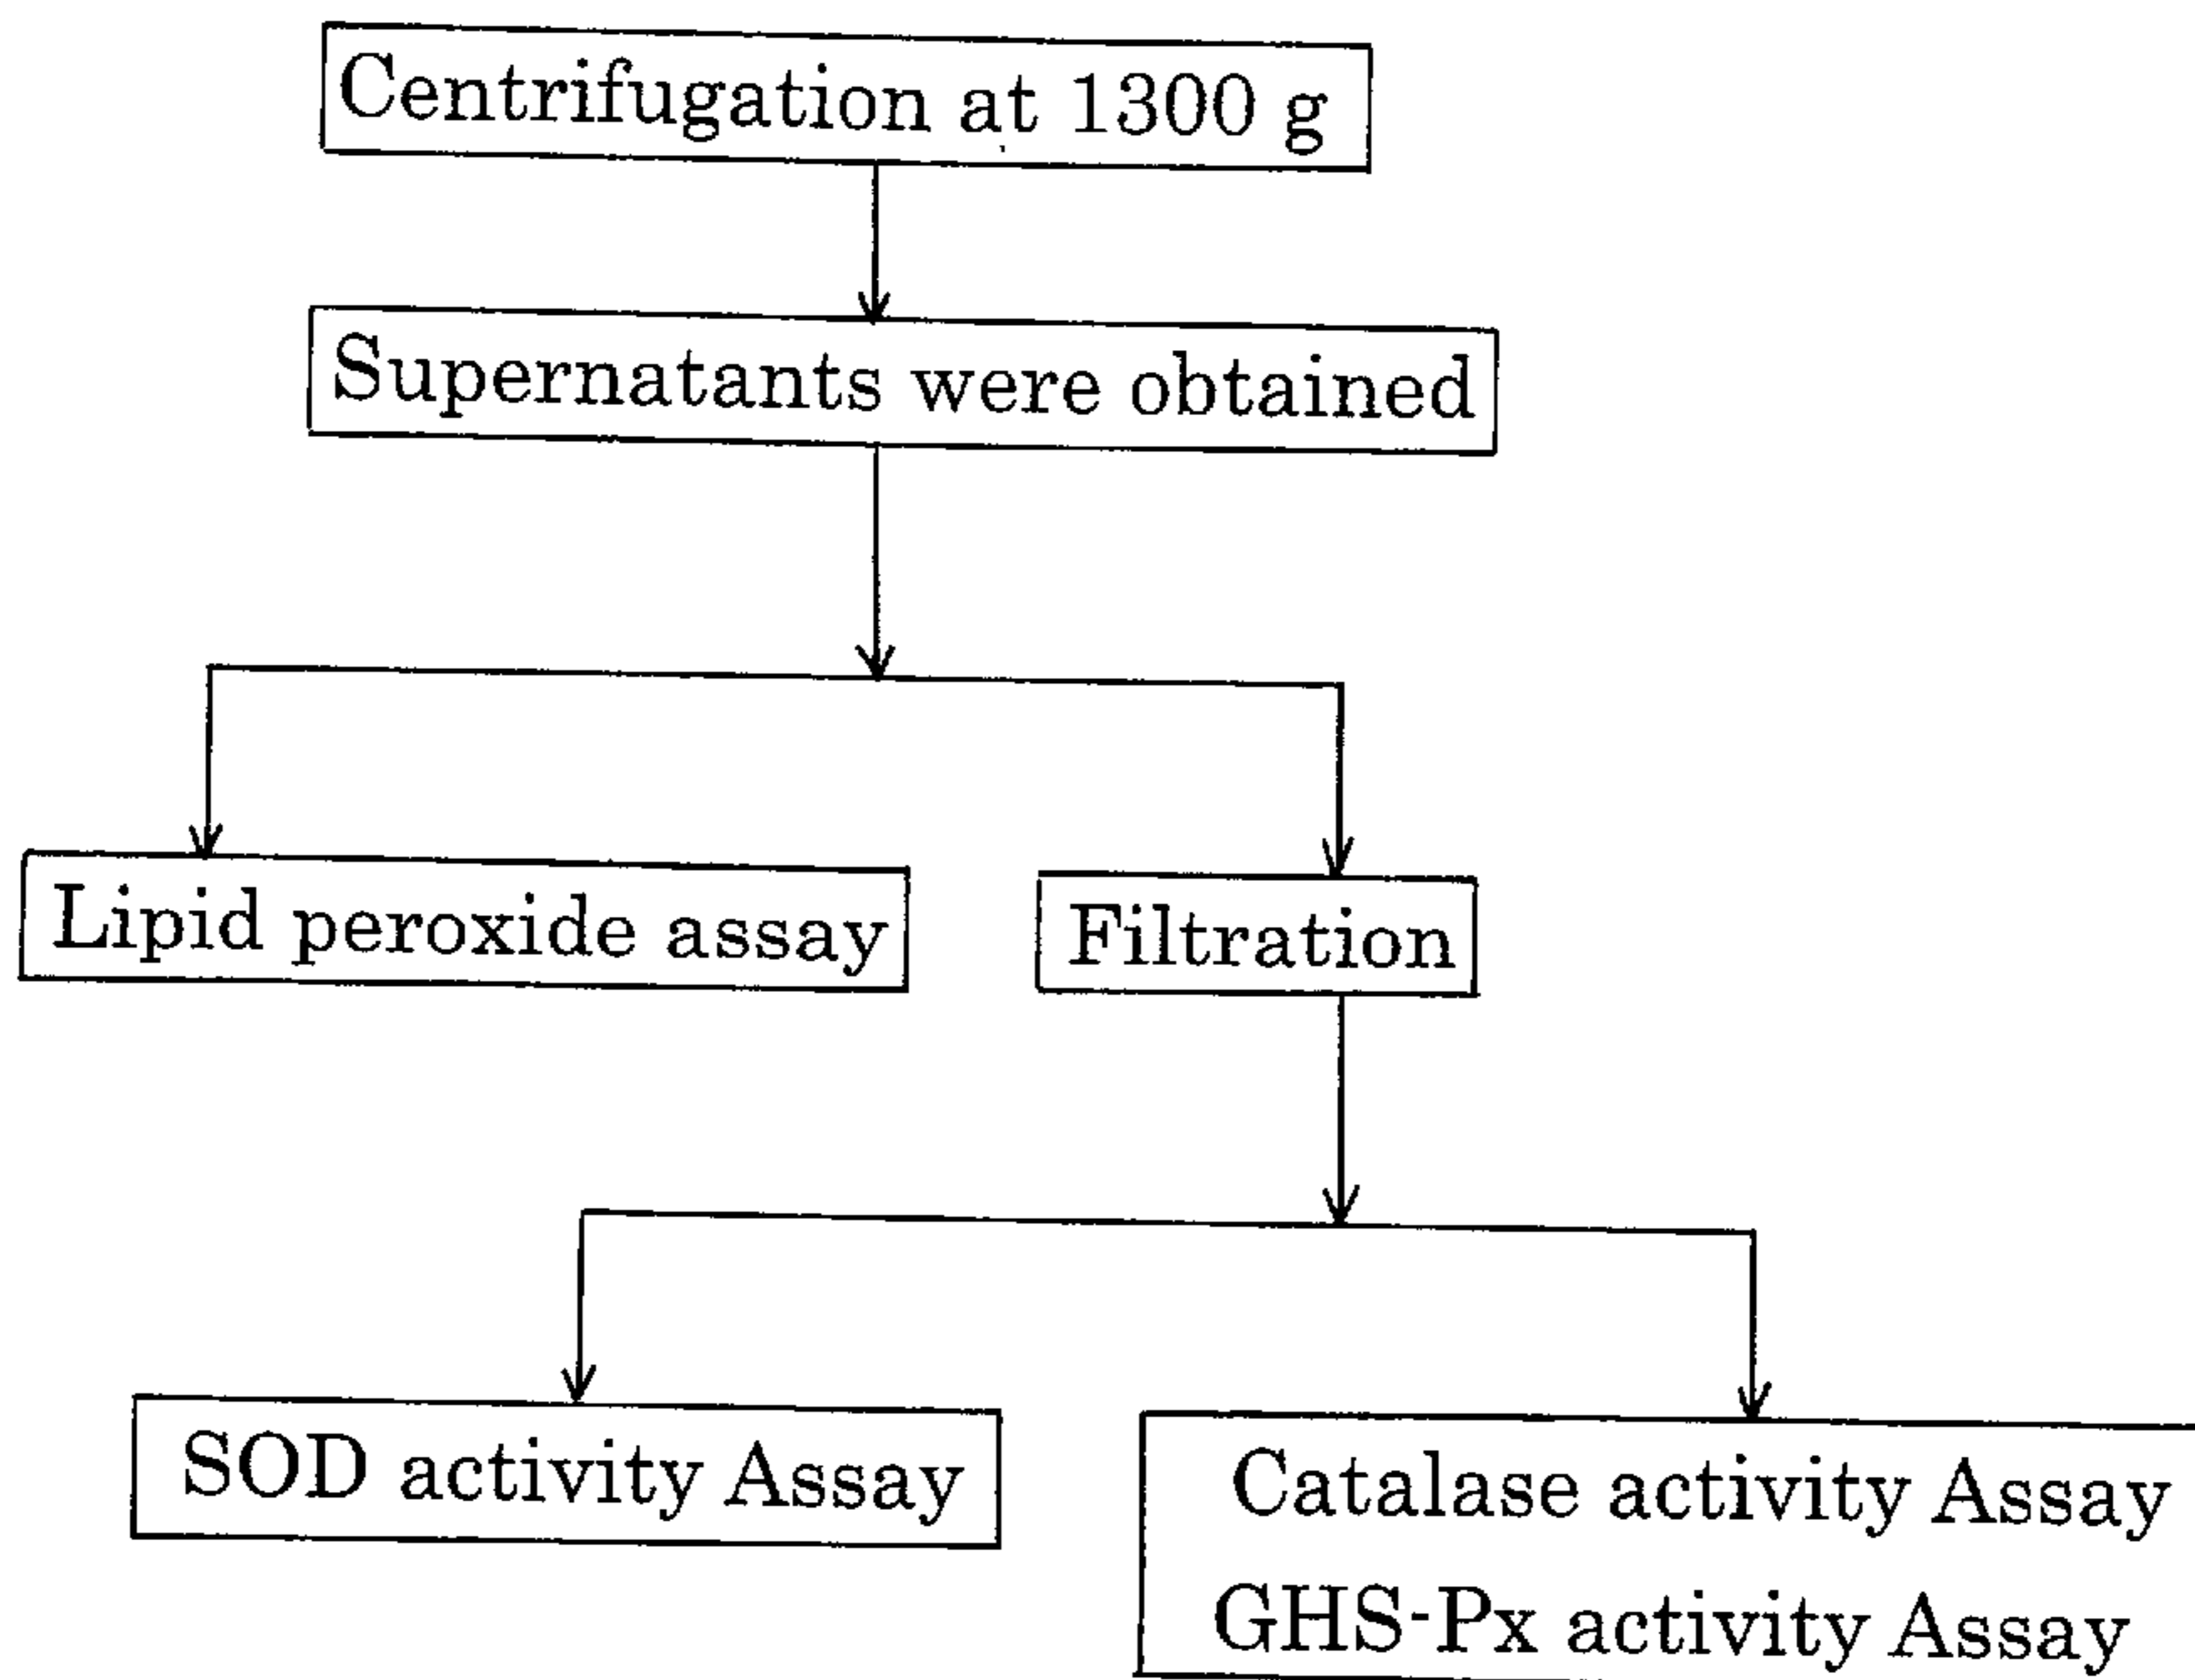 Centrifugation at 1300 g
Supernatants were obtained
Lipid peroxide assay
Filtration
SOD activity Assay
Catalase activity Assay
GHS-Px activity Assay